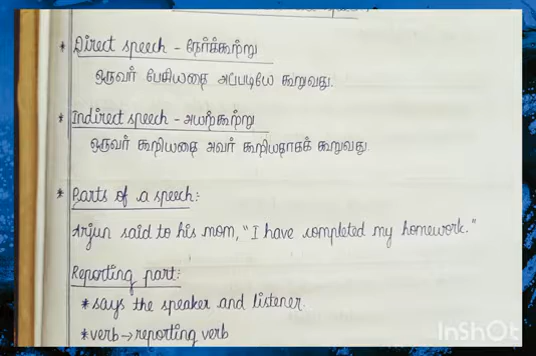 * Direct speech - நேர்க்கூற்று
ஒருவர் பேசியதை அப்படியே கூறுவது.
* Indirect speech - அயற்கூற்று
ஒருவர் கூறியதை அவர் கூறியதாகக் கூறுவது.
* Parts of a speech:
Arjun said to his mom, "I have completed my homework."
Reporting part:
* says the speaker and listener.
* verb → reporting verb
InShOt